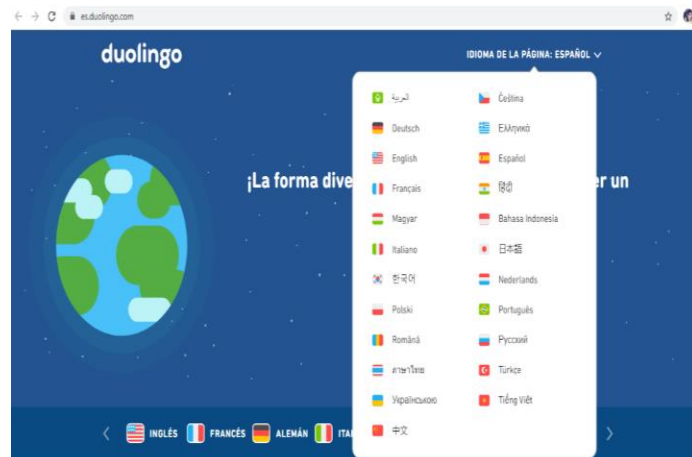 es.duolingo.com
duolingo
IDIOMA DE LA PÁGINA: ESPAÑOL
العربية
Čeština
Deutsch
Ελληνικά
English
Español
¡La forma dive
er un
Français
हिंदी
Magyar
Bahasa Indonesia
Italiano
日本語
한국어
Nederlands
Polski
Português
Română
Русский
ภาษาไทย
Türkçe
Українською
Tiếng Việt
中文
INGLÉS FRANCÉS ALEMÁN ITA